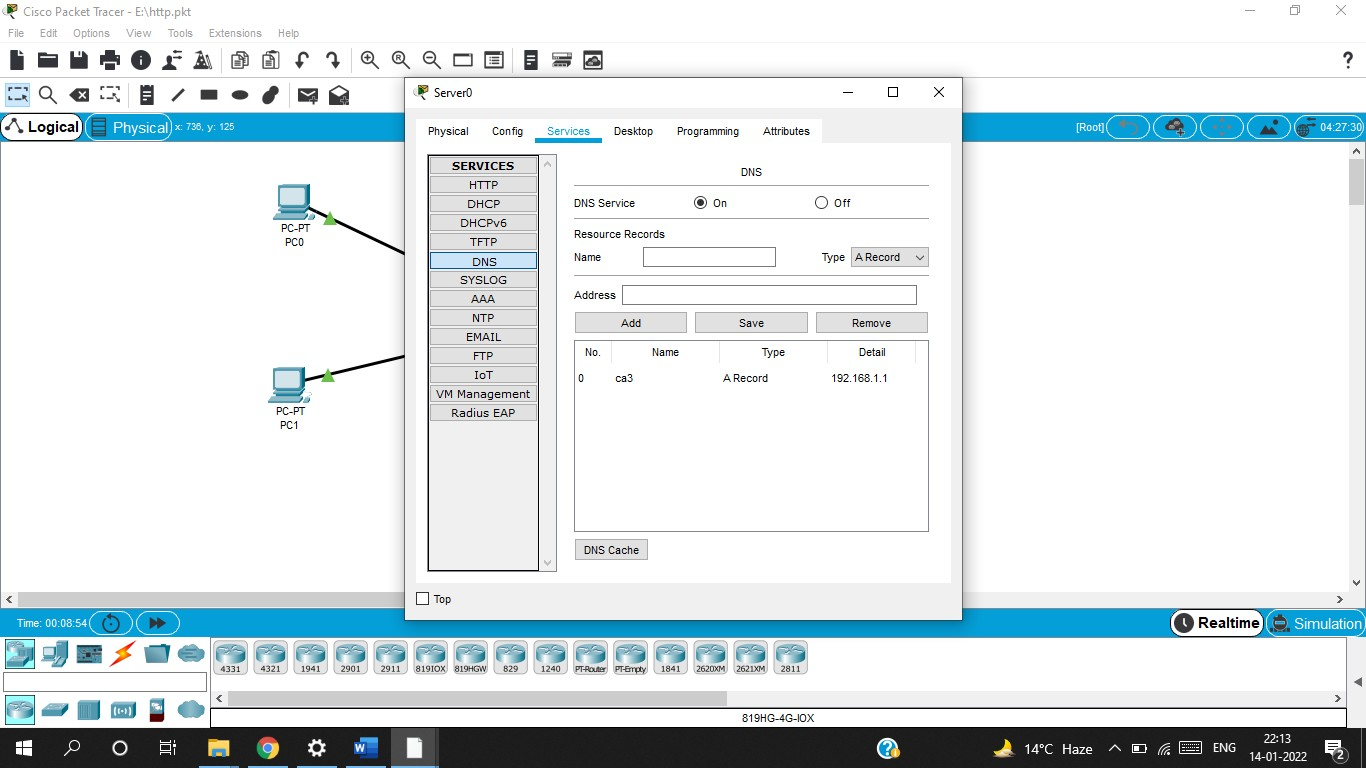 Cisco Packet Tracer - E:\http.pkt
File Edit Options View Tools Extensions Help
Server0
Logical
Physical
x: 736, y: 125
[Root]
04:27:30
Physical Config Services Desktop Programming Attributes
SERVICES
HTTP
DHCP
DHCPv6
TFTP
DNS
SYSLOG
AAA
NTP
EMAIL
FTP
IoT
VM Management
Radius EAP
DNS
DNS Service On Off
Resource Records
Name Type A Record
Address
Add Save Remove
No. Name Type Detail
0 ca3 A Record 192.168.1.1
DNS Cache
Top
PC-PT
PC0
PC-PT
PC1
Time: 00:08:54
Realtime
Simulation
4331 4321 1941 2901 2911 819IOX 819HGW 829 1240 PT-Router PT-Empty 1841 2620XM 2621XM 2811
819HG-4G-IOX
14°C Haze ENG 22:13
14-01-2022
2